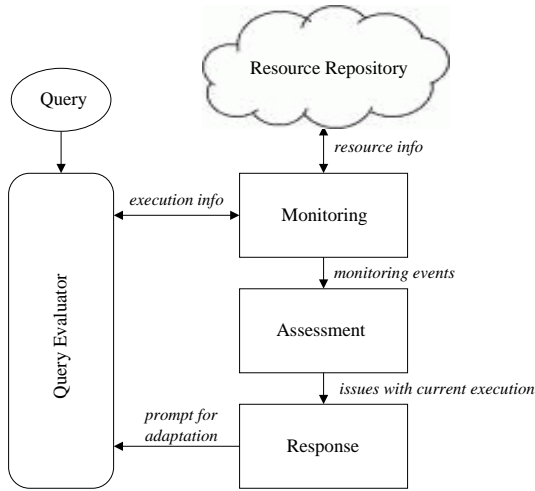 Resource Repository
Query
resource info
execution info
Monitoring
monitoring events
Query Evaluator
Assessment
issues with current execution
prompt for
adaptation
Response